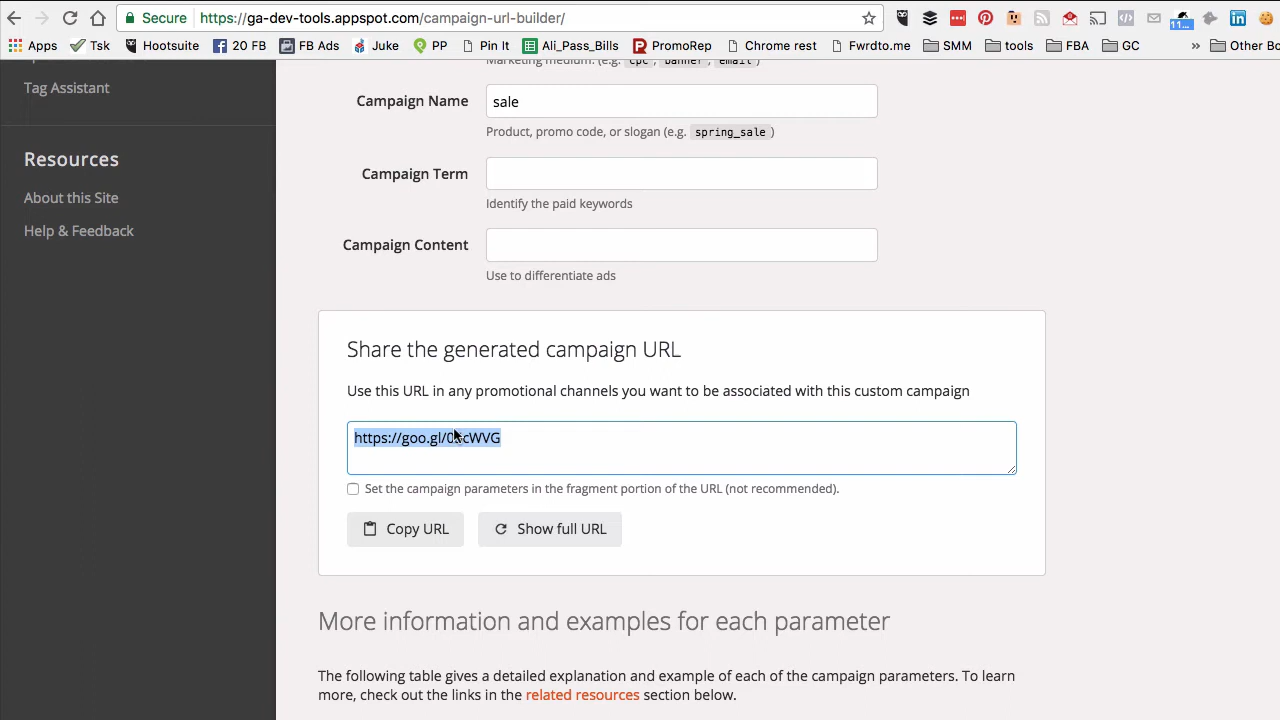 Secure https://ga-dev-tools.appspot.com/campaign-url-builder/
Apps Tsk Hootsuite 20 FB FB Ads Juke PP Pin It Ali_Pass_Bills PromoRep Chromerest Fwrdto.me SMM tools FBA GC » Other Bo
Tag Assistant
Resources
About this Site
Help & Feedback
Marketing medium. (e.g. cpc, banner, email)
Campaign Name sale
Product, promo code, or slogan (e.g. spring_sale )
Campaign Term
Identify the paid keywords
Campaign Content
Use to differentiate ads
Share the generated campaign URL
Use this URL in any promotional channels you want to be associated with this custom campaign
Set the campaign parameters in the fragment portion of the URL (not recommended).
Copy URL Show full URL
More information and examples for each parameter
The following table gives a detailed explanation and example of each of the campaign parameters. To learn
more, check out the links in the related resources section below.